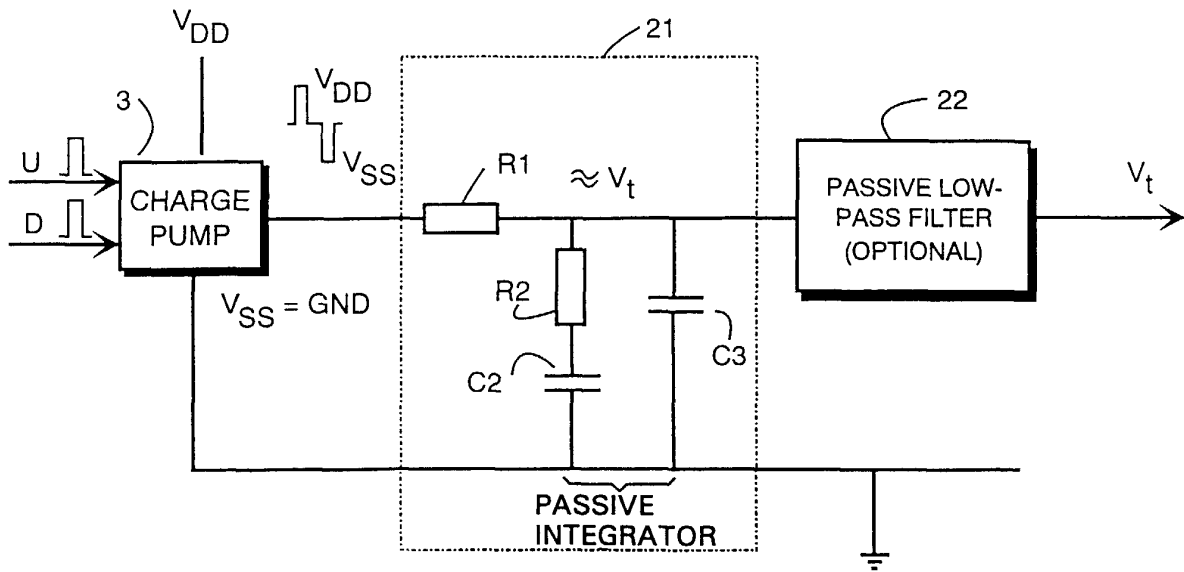 21
V_DD
3
V_DD
22
U
V_SS
R1
≈ V_t
V_t
D
CHARGE
PUMP
PASSIVE LOW-
PASS FILTER
(OPTIONAL)
R2
V_SS = GND
C3
C2
PASSIVE
INTEGRATOR